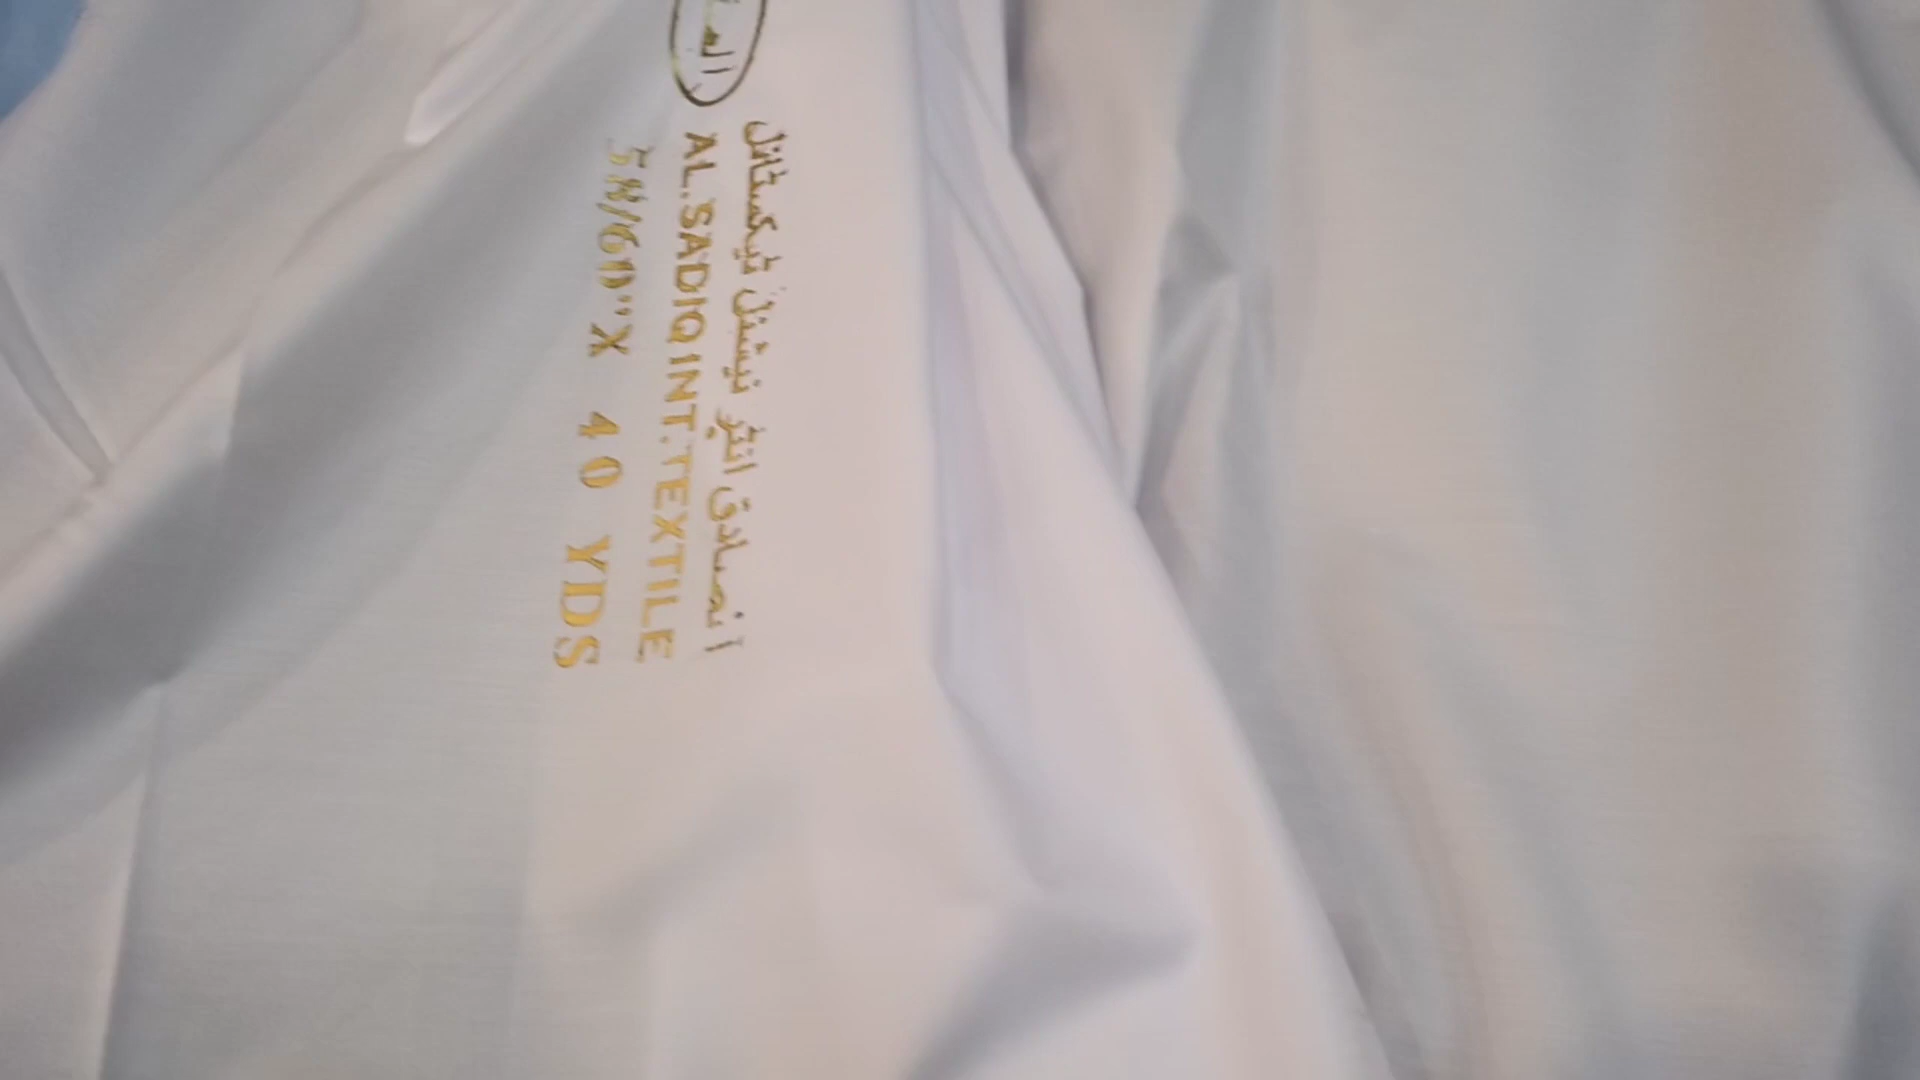 الصادق انٹر نیشنل ٹیکسٹائل
AL.SADIQ INT.TEXTILE
58/60"X 40 YDS